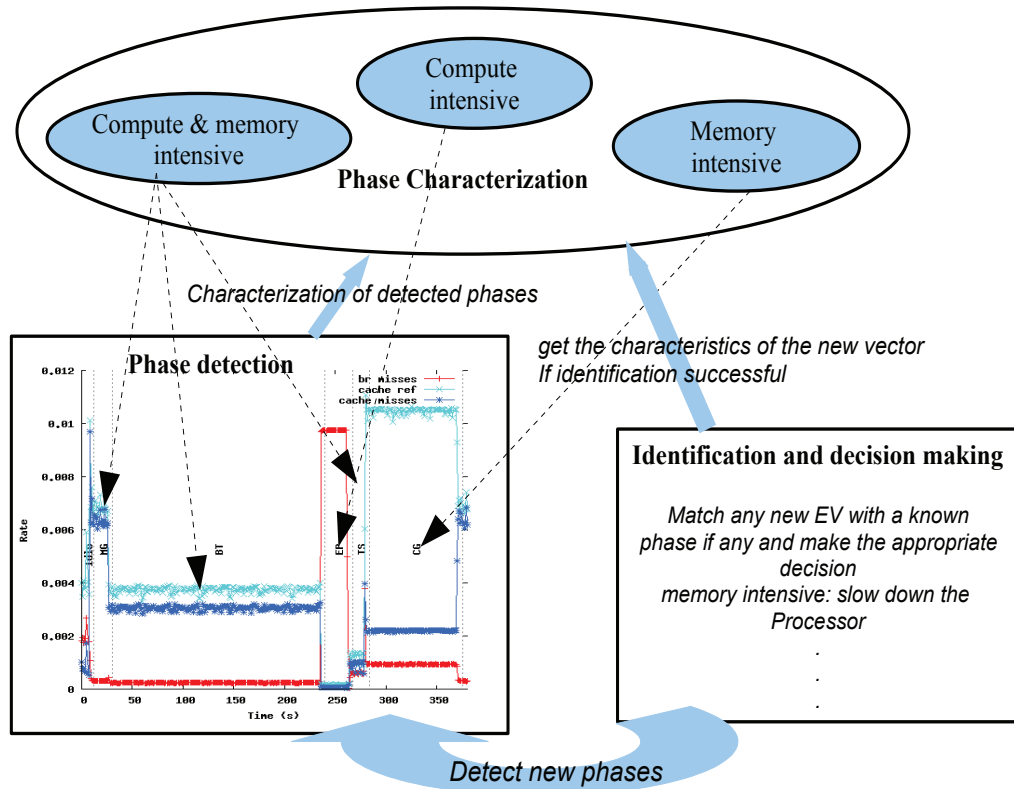 Compute
intensive
Compute & memory
intensive
Memory
intensive
Phase Characterization
Characterization of detected phases
get the characteristics of the new vector
If identification successful
Phase detection
br misses
cache ref
cache/misses
0.012
0.01
0.008
0.006
0.004
0.002
0
Rate
idle
MG
BT
EP
TS
CG
0 50 100 150 200 250 300 350
Time (s)
Identification and decision making
Match any new EV with a known
phase if any and make the appropriate
decision
memory intensive: slow down the
Processor
.
.
.
Detect new phases